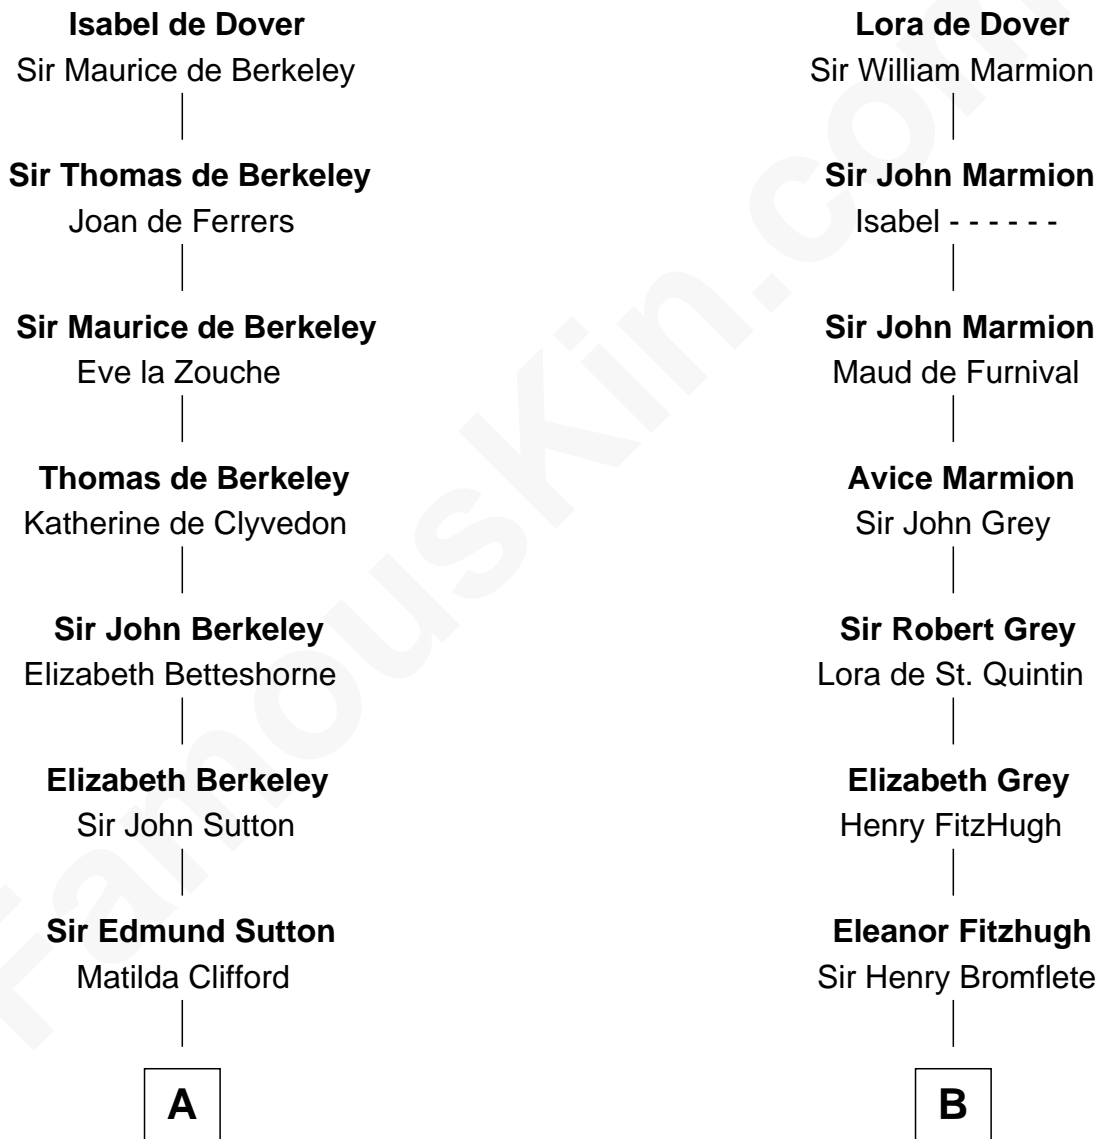 Isabel de Dover
Sir Maurice de Berkeley
Sir Thomas de Berkeley
Joan de Ferrers
Sir Maurice de Berkeley
Eve la Zouche
Thomas de Berkeley
Katherine de Clyvedon
Sir John Berkeley
Elizabeth Betteshorne
Elizabeth Berkeley
Sir John Sutton
Sir Edmund Sutton
Matilda Clifford
A
Lora de Dover
Sir William Marmion
Sir John Marmion
Isabel - - - - - -
Sir John Marmion
Maud de Furnival
Avice Marmion
Sir John Grey
Sir Robert Grey
Lora de St. Quintin
Elizabeth Grey
Henry FitzHugh
Eleanor Fitzhugh
Sir Henry Bromflete
B
FamousKin.com